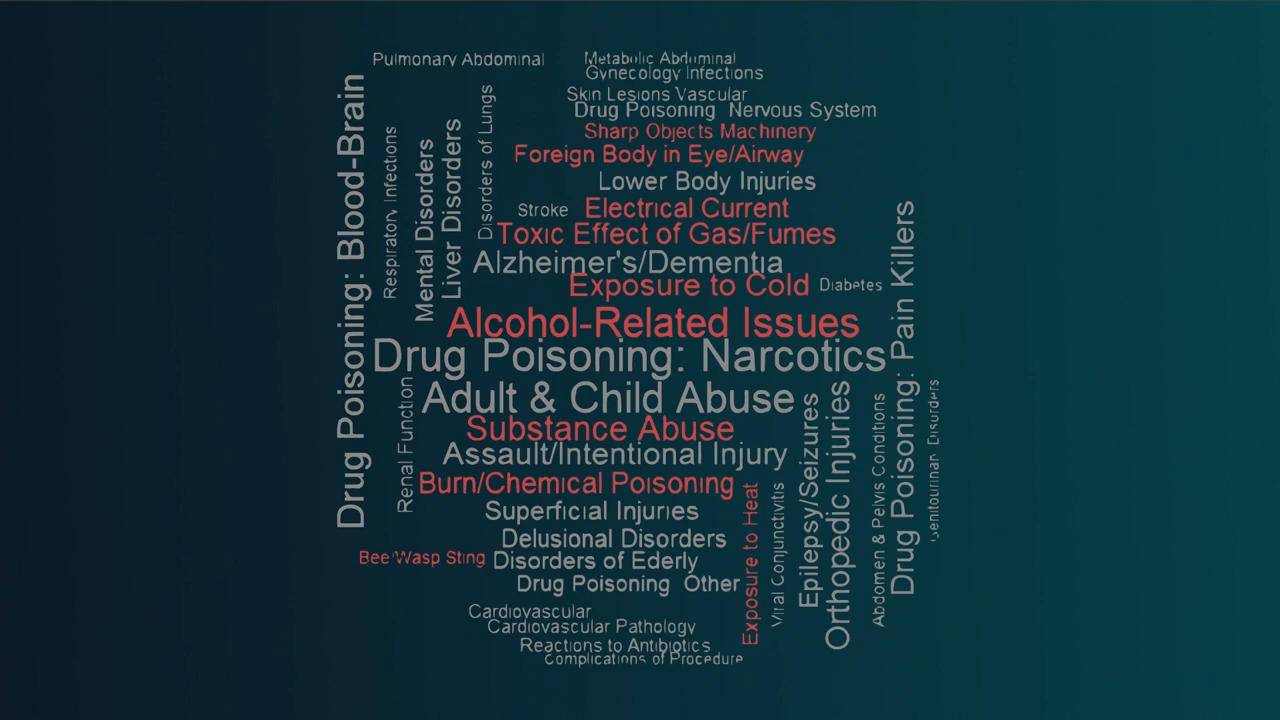 Pulmonary Abdominal
Metabolic Abdominal
Gynecology Infections
Skin Lesions Vascular
Drug Poisoning Nervous System
Sharp Objects Machinery
Foreign Body in Eye/Airway
Lower Body Injuries
Stroke
Electrical Current
Toxic Effect of Gas/Fumes
Alzheimer's/Dementia
Exposure to Cold
Diabetes
Alcohol-Related Issues
Drug Poisoning: Narcotics
Adult & Child Abuse
Substance Abuse
Assault/Intentional Injury
Burn/Chemical Poisoning
Superficial Injuries
Delusional Disorders
Bee Wasp Sting
Disorders of Ederly
Drug Poisoning Other
Cardiovascular
Cardiovascular Pathology
Reactions to Antibiotics
Complications of Procedure
Drug Poisoning: Blood-Brain
Respiratory Infections
Mental Disorders
Liver Disorders
Disorders of Lungs
Renal Function
Exposure to Heat
Viral Conjunctivitis
Epilepsy/Seizures
Orthopedic Injuries
Abdomen & Pelvis Conditions
Drug Poisoning: Pain Killers
Genitourinary Disorders